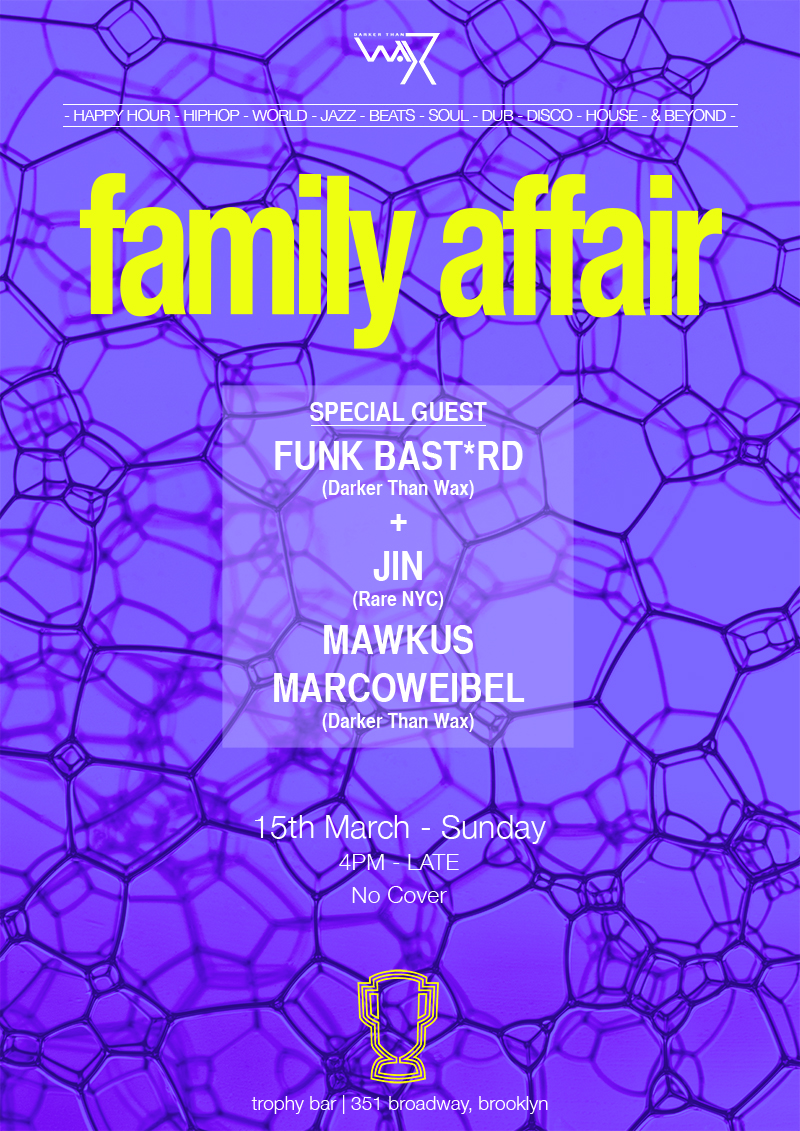 DARKER THAN
WAX
- HAPPY HOUR - HIPHOP - WORLD - JAZZ - BEATS - SOUL - DUB - DISCO - HOUSE - & BEYOND -
family affair
SPECIAL GUEST
FUNK BAST*RD
(Darker Than Wax)
+
JIN
(Rare NYC)
MAWKUS
MARCOWEIBEL
(Darker Than Wax)
15th March - Sunday
4PM - LATE
No Cover
trophy bar | 351 broadway, brooklyn